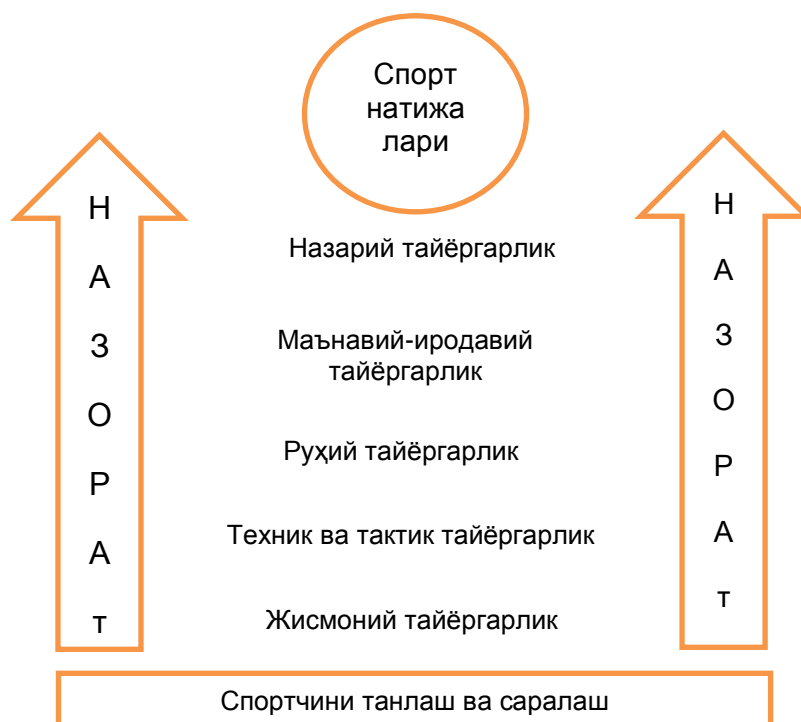 Спорт
натижа
лари
Н
А
З
О
Р
А
т
Н
А
З
О
Р
А
т
Назарий тайёргарлик
Маънавий-иродавий
тайёргарлик
Руҳий тайёргарлик
Техник ва тактик тайёргарлик
Жисмоний тайёргарлик
Спортчини танлаш ва саралаш